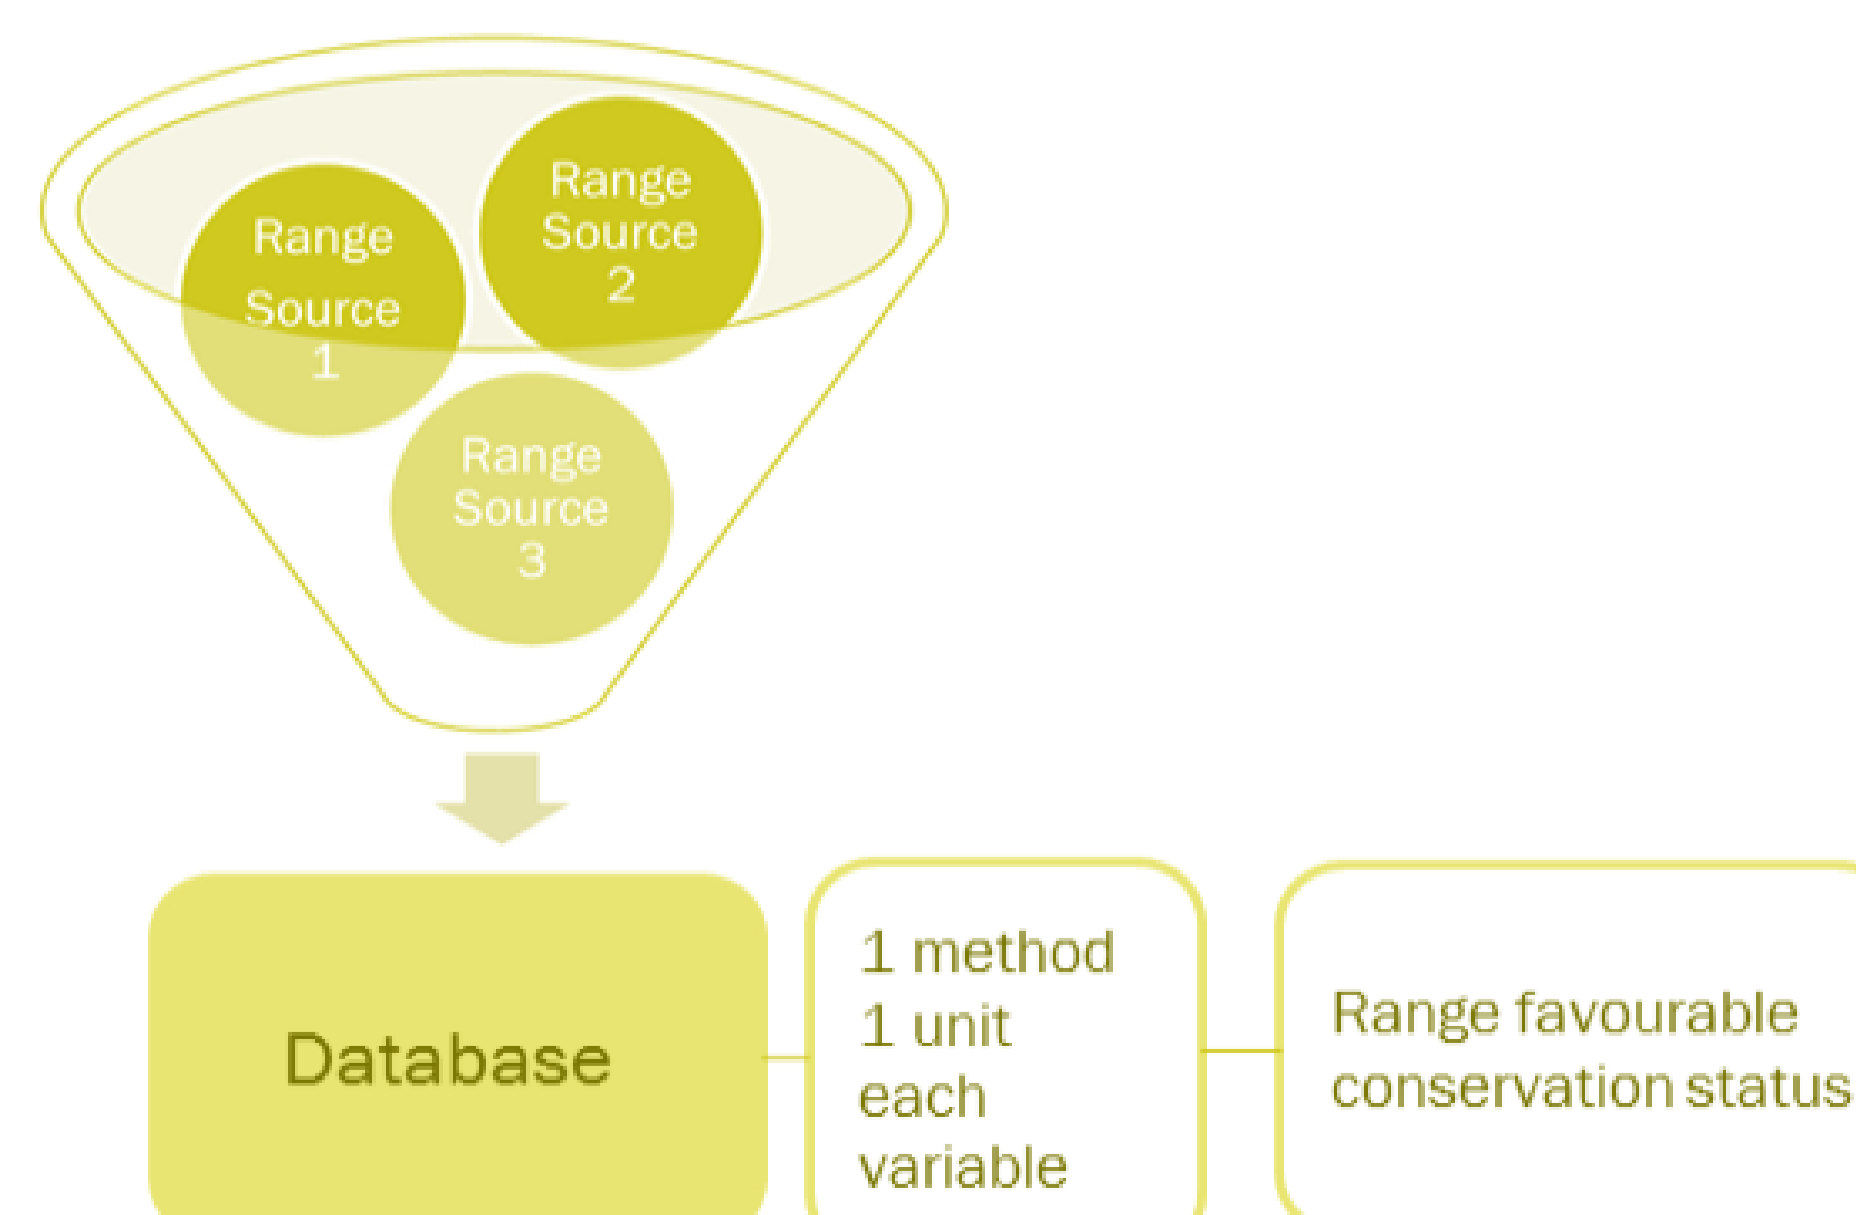 Range
Source
1
Range
Source
2
Range
Source
3
Database
1 method
1 unit
each
variable
Range favourable
conservation status